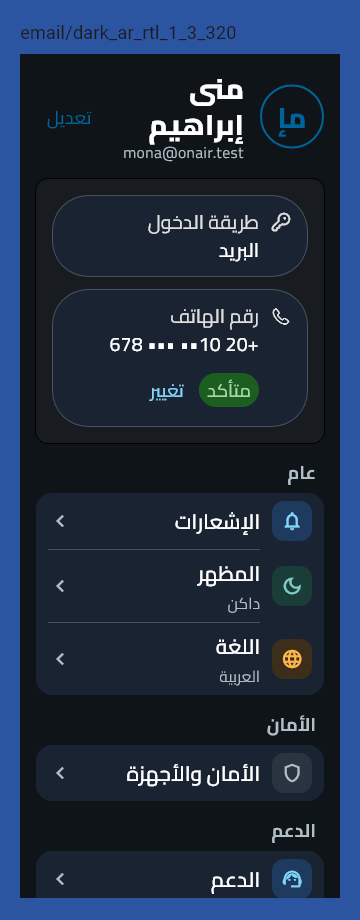 email/dark_ar_rtl_1_3_320
منى
إبراهيم
mona@onair.test
مإ
تعديل
طريقة الدخول
البريد
رقم الهاتف
+20 10•• ••• 678
متأكد
تغيير
عام
الإشعارات
المظهر
داكن
اللغة
العربية
الأمان
الأمان والأجهزة
الدعم
الدعم